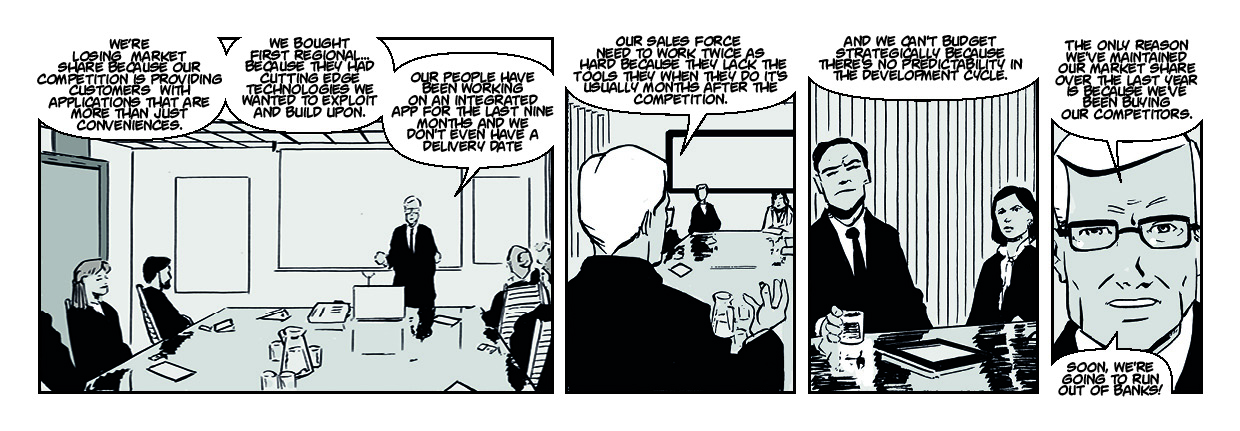 WE'RE
LOSING MARKET
SHARE BECAUSE OUR
COMPETITION IS PROVIDING
CUSTOMERS WITH
APPLICATIONS THAT ARE
MORE THAN JUST
CONVENIENCES.
WE BOUGHT
FIRST REGIONAL...
BECAUSE THEY HAD
CUTTING EDGE
TECHNOLOGIES WE
WANTED TO EXPLOIT
AND BUILD UPON.
OUR PEOPLE HAVE
BEEN WORKING
ON AN INTEGRATED
APP FOR THE LAST NINE
MONTHS AND WE
DON'T EVEN HAVE A
DELIVERY DATE
OUR SALES FORCE
NEED TO WORK TWICE AS
HARD BECAUSE THEY LACK THE
TOOLS THEY WHEN THEY DO IT'S
USUALLY MONTHS AFTER THE
COMPETITION.
AND WE CAN'T BUDGET
STRATEGICALLY BECAUSE
THERE'S NO PREDICTABILITY IN
THE DEVELOPMENT CYCLE.
THE ONLY REASON
WE'VE MAINTAINED
OUR MARKET SHARE
OVER THE LAST YEAR
IS BECAUSE WE'VE
BEEN BUYING
OUR COMPETITORS.
SOON, WE'RE
GOING TO RUN
OUT OF BANKS!